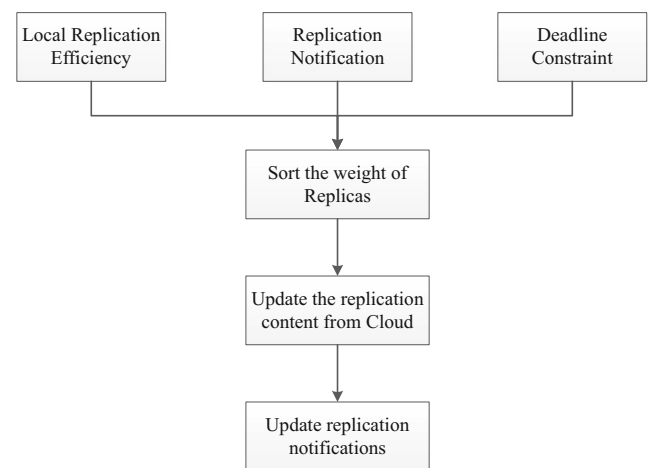 Local Replication
Efficiency
Replication
Notification
Deadline
Constraint
Sort the weight of
Replicas
Update the replication
content from Cloud
Update replication
notifications